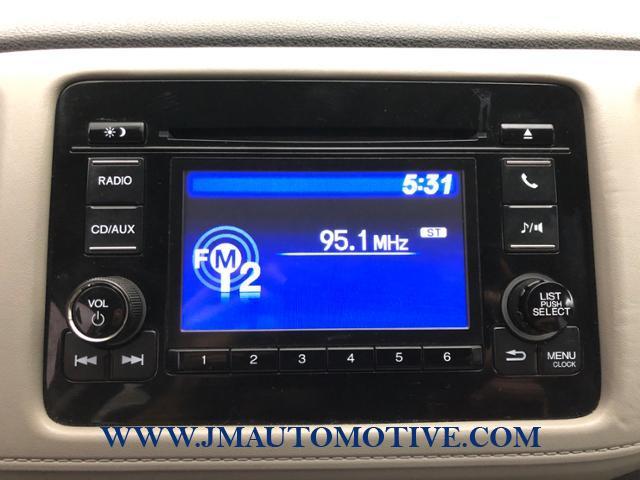 5:31
RADIO
CD/AUX
95.1 MHz ST
FM2
VOL
LIST
PUSH
SELECT
1 2 3 4 5 6
MENU
CLOCK
WWW.JMAUTOMOTIVE.COM